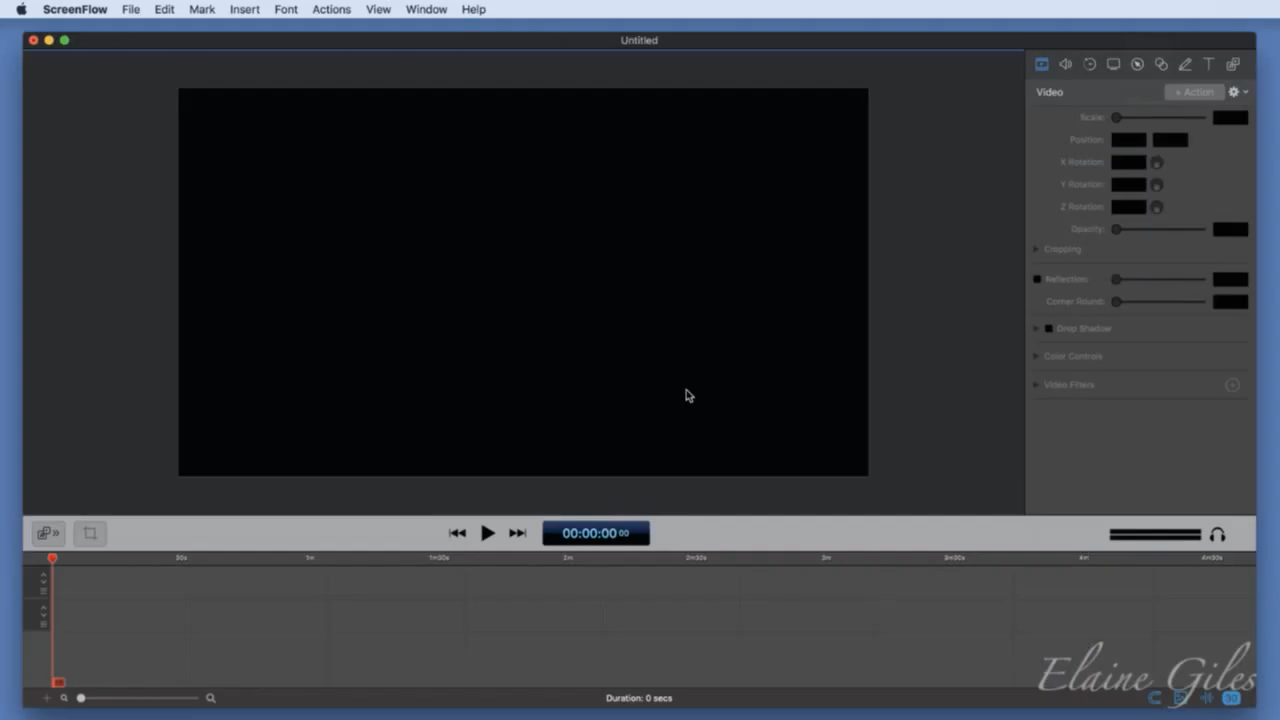 ScreenFlow File Edit Mark Insert Font Actions View Window Help
Untitled
Video + Action
Scale:
Position:
X Rotation:
Y Rotation:
Z Rotation:
Opacity:
Cropping
Reflection:
Corner Round:
Drop Shadow
Color Controls
Video Filters
00:00:00 00
30s 1m 1m30s 2m 2m30s 3m 3m30s 4m 4m30s
Elaine Giles
Duration: 0 secs